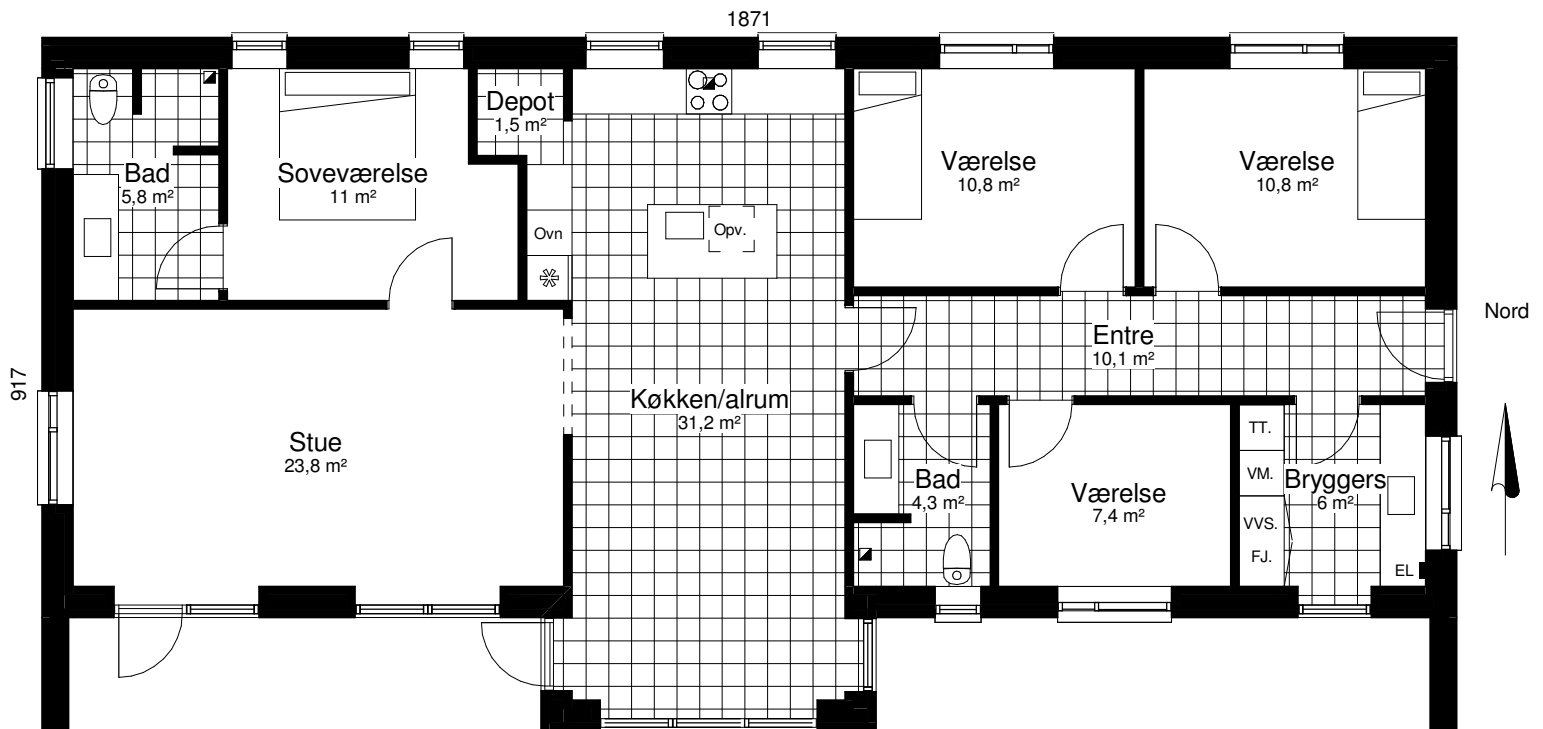 1871
Depot
1,5 m²
Bad
5,8 m²
Soveværelse
11 m²
Værelse
10,8 m²
Værelse
10,8 m²
Ovn
Opv.
Nord
Entre
10,1 m²
917
Køkken/alrum
31,2 m²
Stue
23,8 m²
TT.
VM.
Bryggers
6 m²
Bad
4,3 m²
Værelse
7,4 m²
VVS.
FJ.
EL